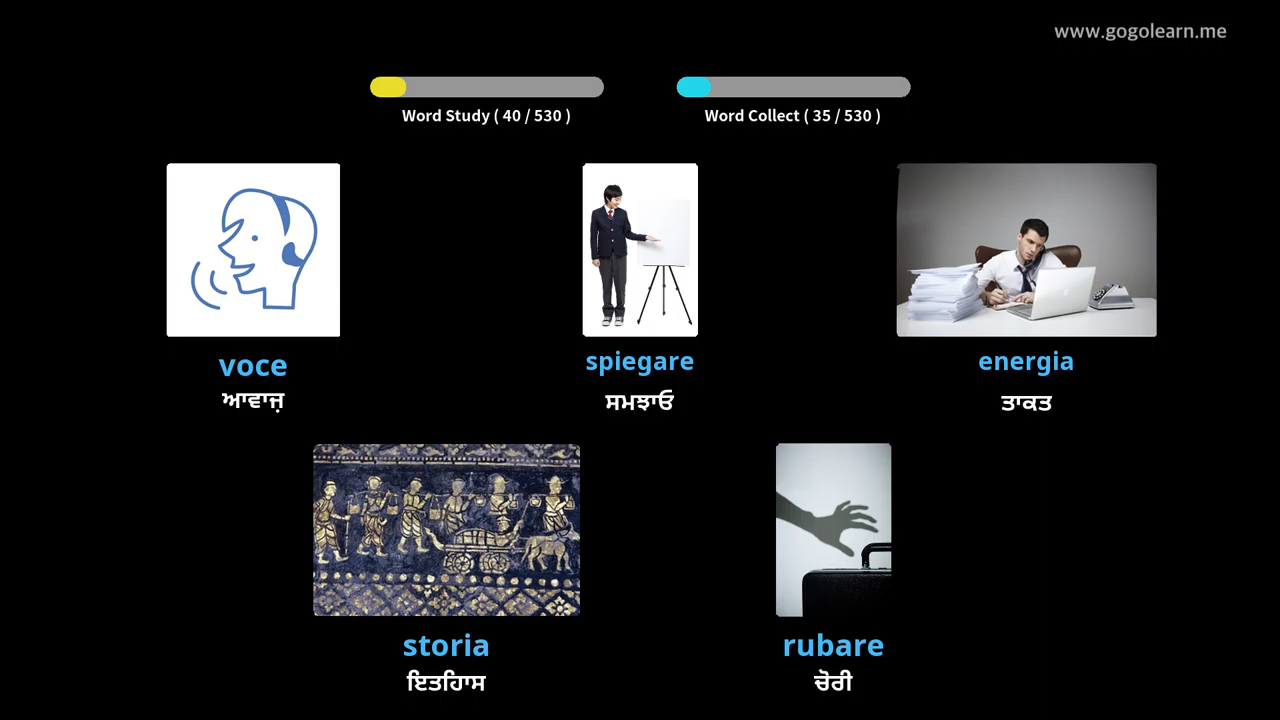 www.gogolearn.me
Word Study ( 40 / 530 )
Word Collect ( 35 / 530 )
voce
ਆਵਾਜ਼
spiegare
ਸਮਝਾਓ
energia
ਤਾਕਤ
storia
ਇਤਹਿਾਸ
rubare
ਚੋਰੀ